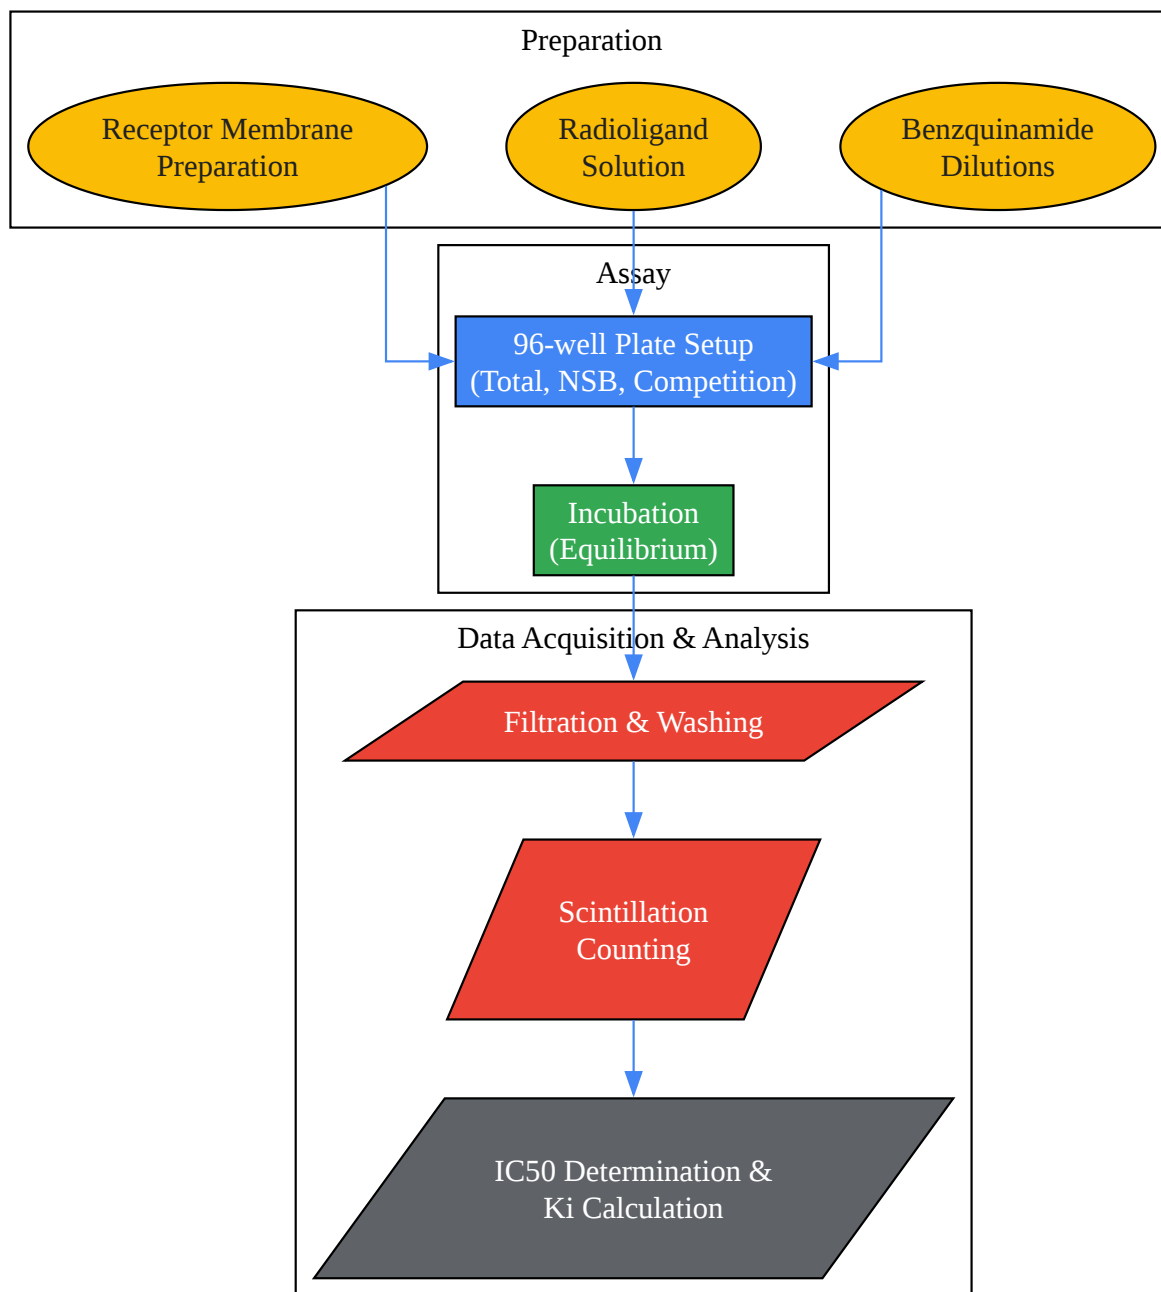 Preparation
Receptor Membrane
Preparation
Radioligand
Solution
Benzquinamide
Dilutions
Assay
96-well Plate Setup
(Total, NSB, Competition)
Incubation
(Equilibrium)
Data Acquisition & Analysis
Filtration & Washing
Scintillation
Counting
IC50 Determination &
Ki Calculation